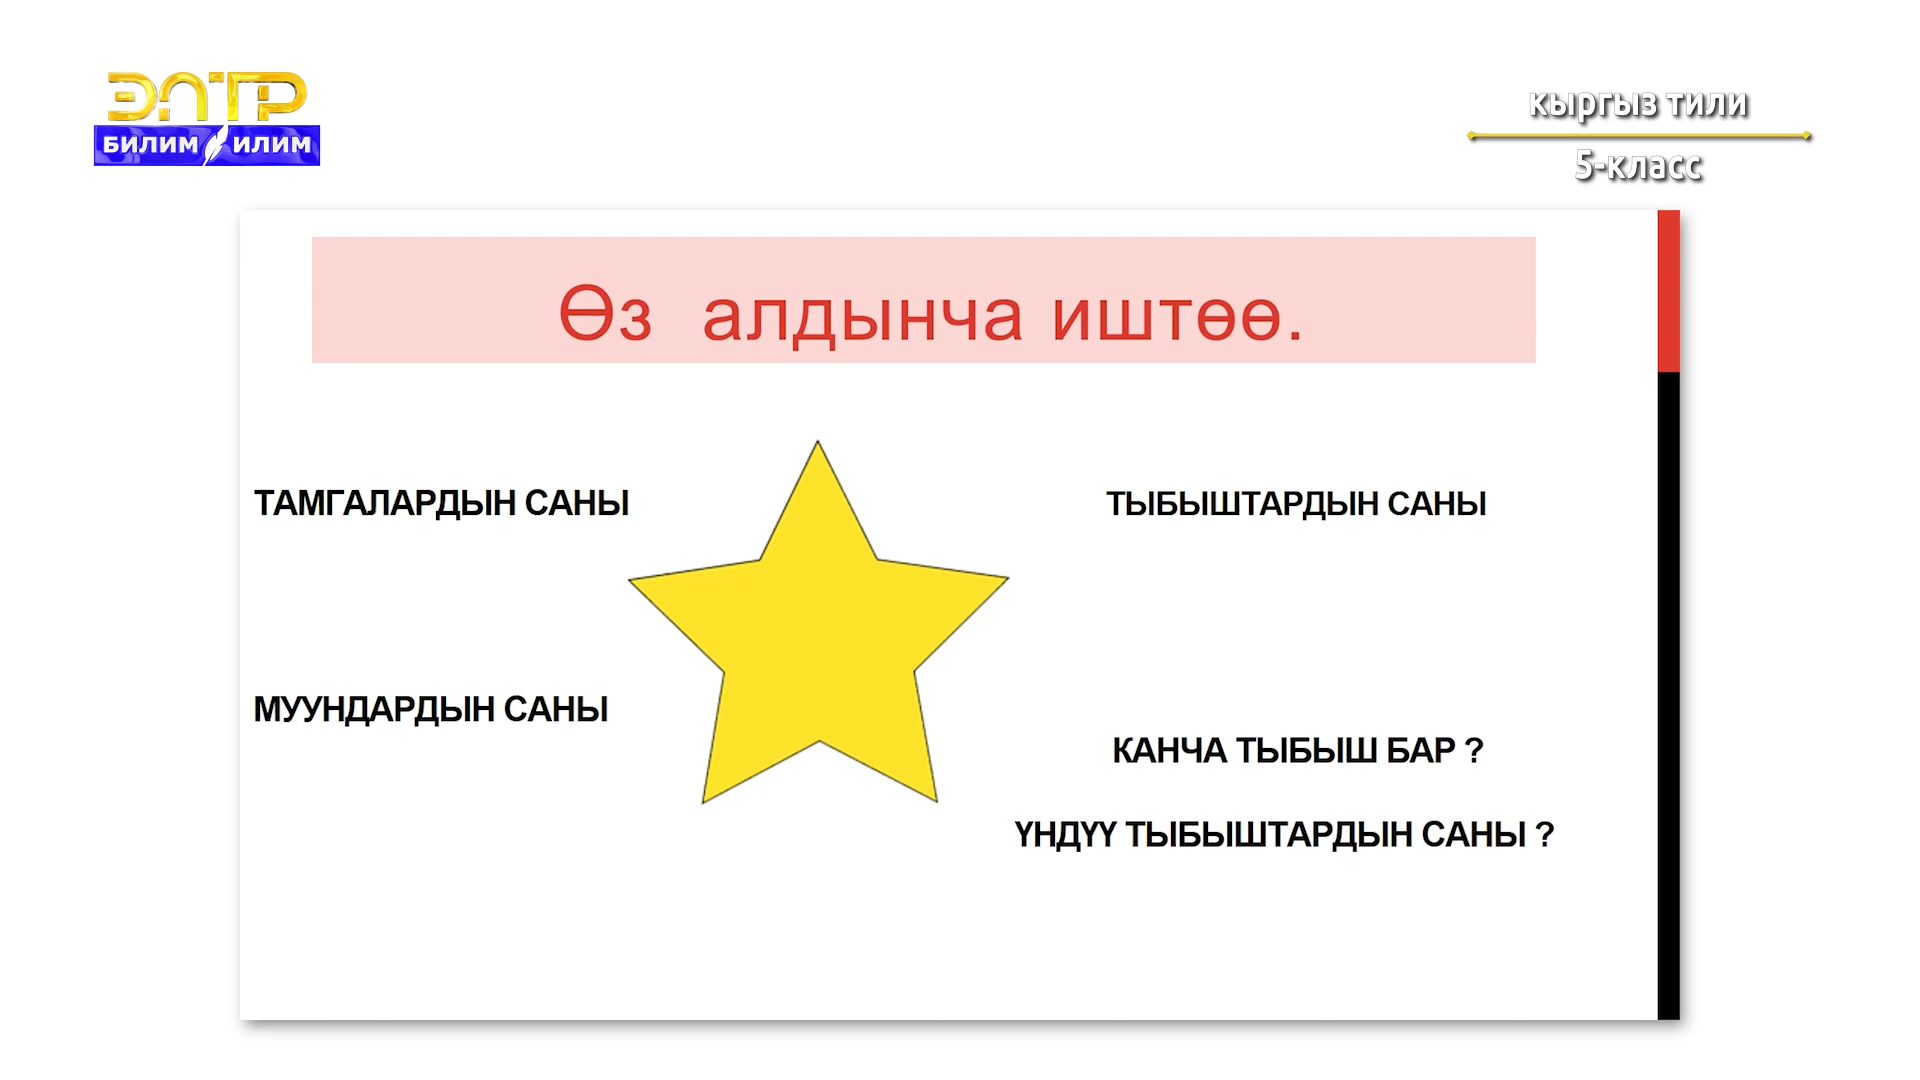 ЭЛТР
БИЛИМ ИЛИМ
кыргыз тили
5-класс
Өз алдынча иштөө.
ТАМГАЛАРДЫН САНЫ
ТЫБЫШТАРДЫН САНЫ
МУУНДАРДЫН САНЫ
КАНЧА ТЫБЫШ БАР ?
ҮНДҮҮ ТЫБЫШТАРДЫН САНЫ ?